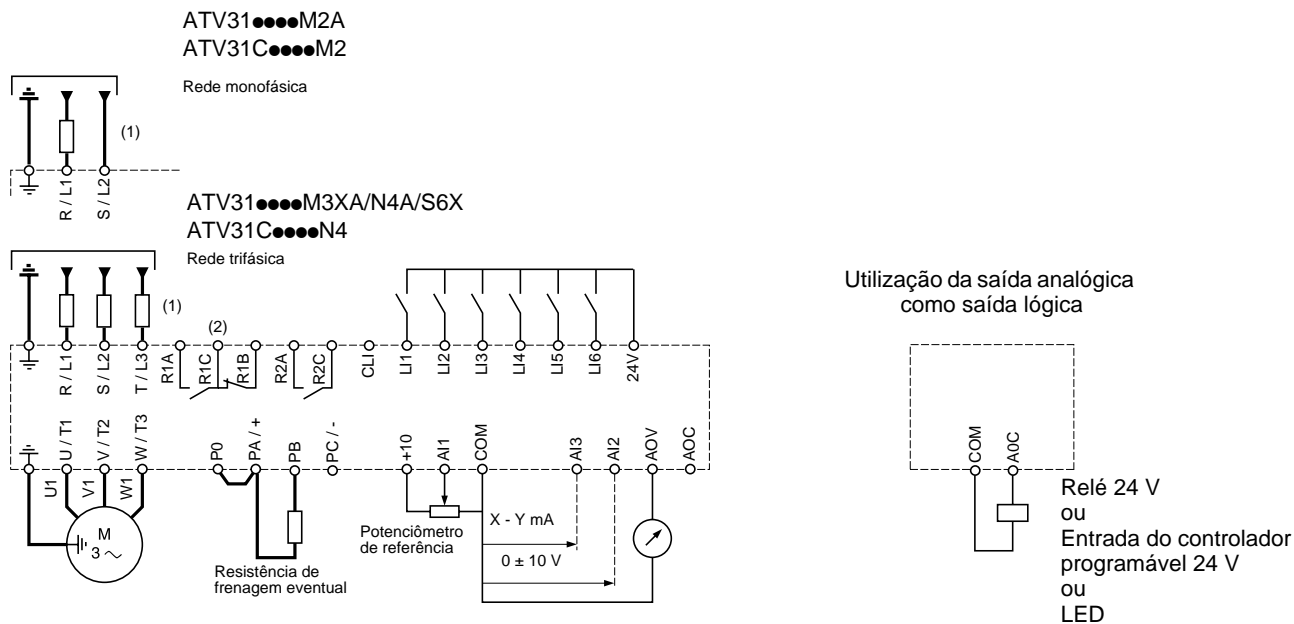 ATV31●●●●M2A
ATV31C●●●●M2
Rede monofásica
(1)
R / L1
S / L2
ATV31●●●●M3XA/N4A/S6X
ATV31C●●●●N4
Rede trifásica
(1)
(2)
R / L1
S / L2
T / L3
R1A
R1C
R1B
R2A
R2C
CLI
LI1
LI2
LI3
LI4
LI5
LI6
24V
U / T1
V / T2
W / T3
P0
PA / +
PB
PC / -
+10
AI1
COM
AI3
AI2
AOV
AOC
U1
V1
W1
M
3 ~
Resistência de
frenagem eventual
Potenciômetro
de referência
X - Y mA
0 ± 10 V
Utilização da saída analógica
como saída lógica
COM
A0C
Relé 24 V
ou
Entrada do controlador
programável 24 V
ou
LED